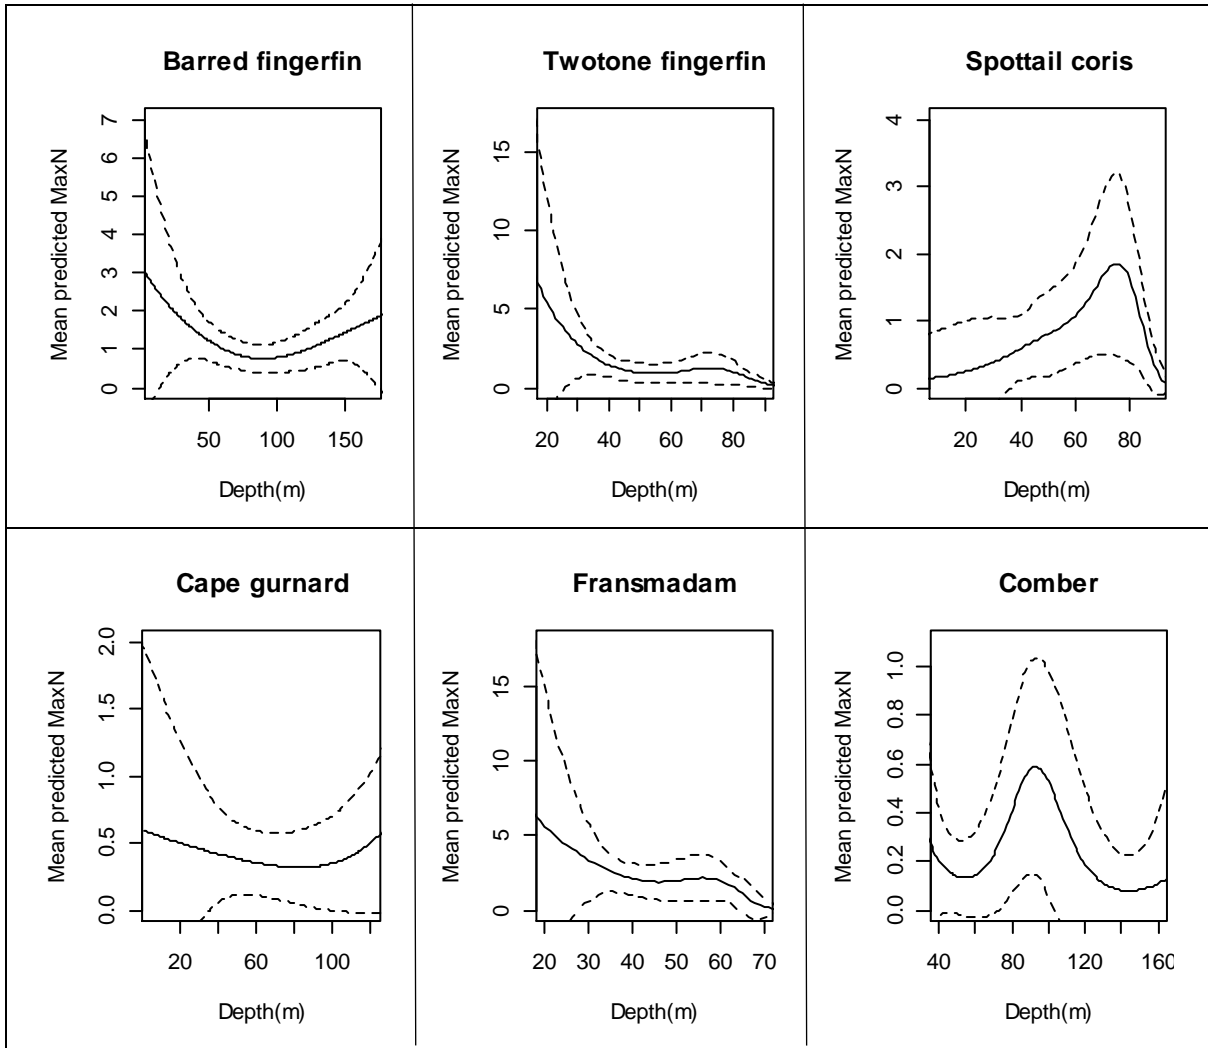 Barred fingerfin
Mean predicted MaxN
0 1 2 3 4 5 6 7
50 100 150
Depth(m)
Twotone fingerfin
Mean predicted MaxN
0 5 10 15
20 40 60 80
Depth(m)
Spottail coris
Mean predicted MaxN
0 1 2 3 4
20 40 60 80
Depth(m)
Cape gurnard
Mean predicted MaxN
0.0 0.5 1.0 1.5 2.0
20 60 100
Depth(m)
Fransmadam
Mean predicted MaxN
0 5 10 15
20 30 40 50 60 70
Depth(m)
Comber
Mean predicted MaxN
0.0 0.2 0.4 0.6 0.8 1.0
40 80 120 160
Depth(m)